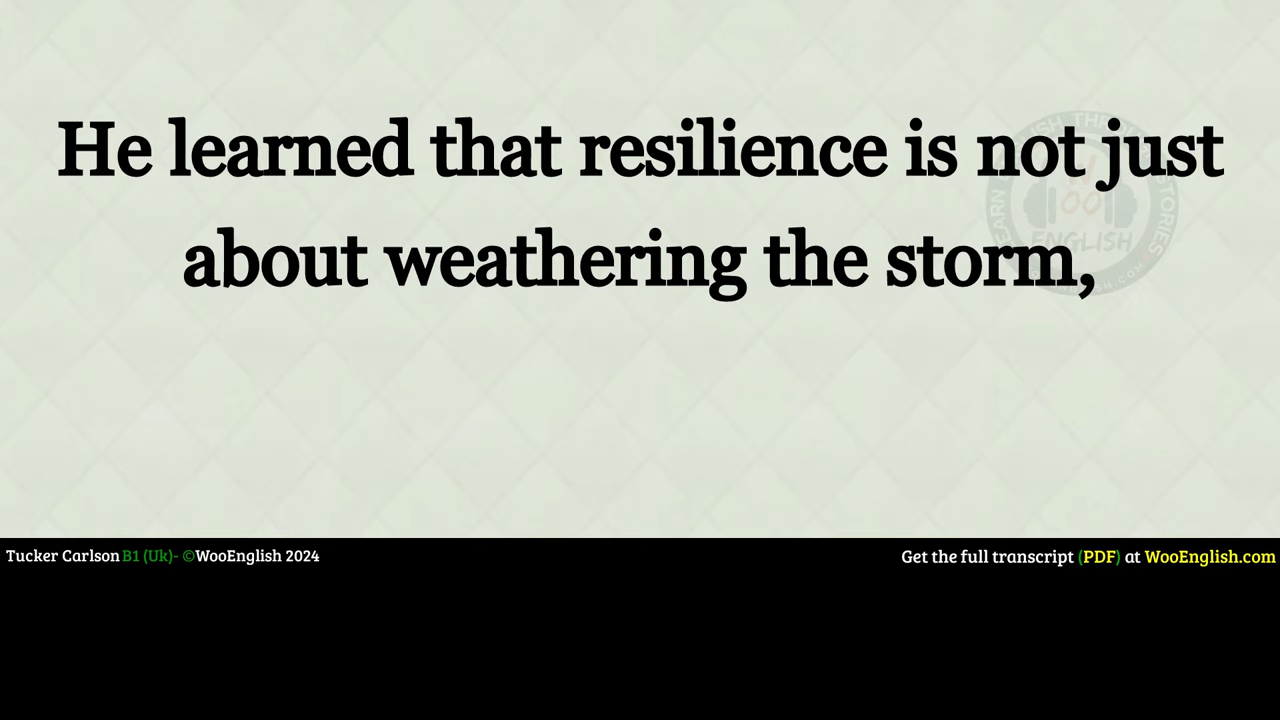 He learned that resilience is not just
about weathering the storm,
ENGLISH
Tucker Carlson B1 (Uk)- ©WooEnglish 2024
Get the full transcript (PDF) at WooEnglish.com